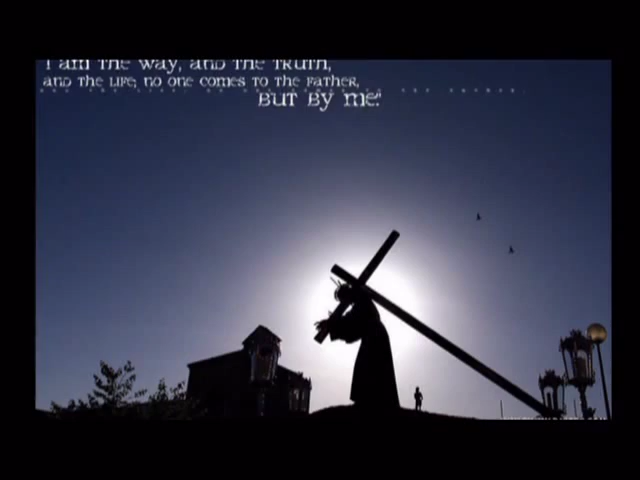 I am the way, and the truth,
and the life; no one comes to the Father,
But By me."